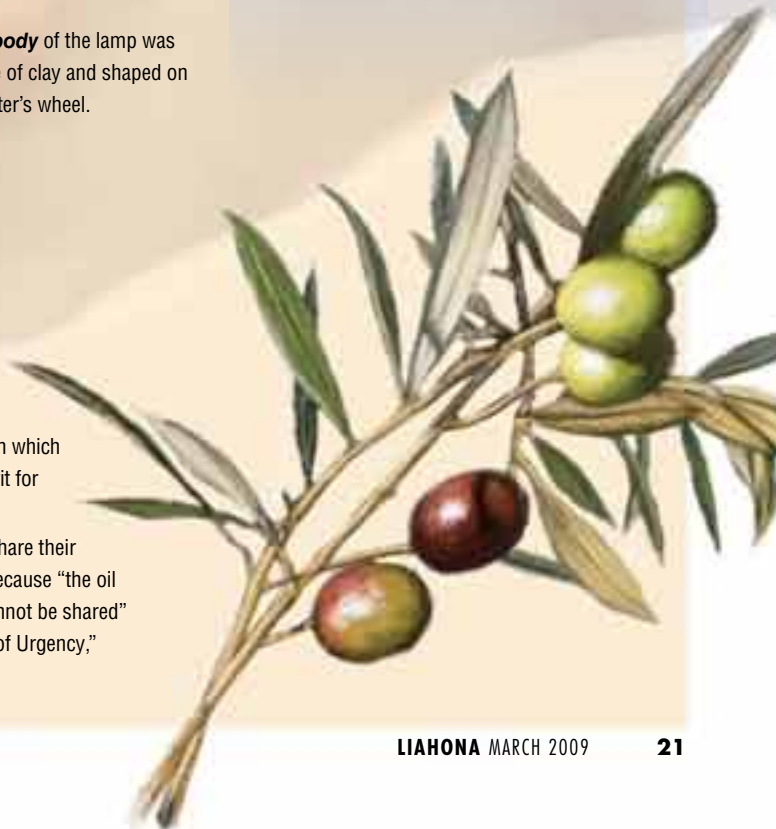 body of the lamp was
of clay and shaped on
ter's wheel.
n which
it for
hare their
ecause “the oil
nnot be shared”
of Urgency,”
LIAHONA MARCH 2009 21